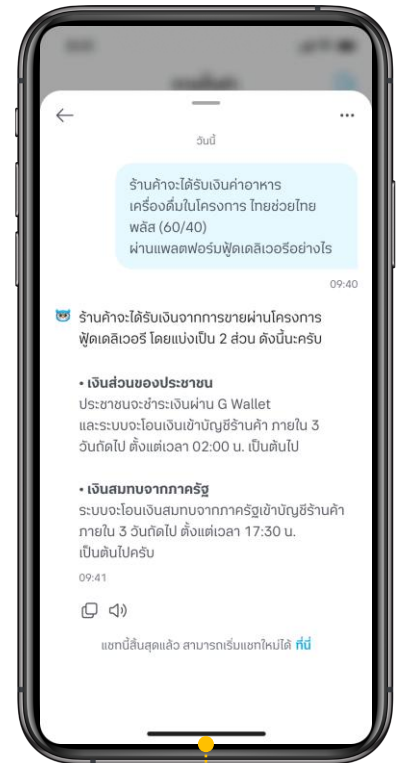 วันนี้
ร้านค้าจะได้รับเงินค่าอาหาร
เครื่องดื่มในโครงการ ไทยช่วยไทย
พลัส (60/40)
ผ่านแพลตฟอร์มฟู้ดเดลิเวอรีอย่างไร
09:40
ร้านค้าจะได้รับเงินจากการขายผ่านโครงการ
ฟู้ดเดลิเวอรี โดยแบ่งเป็น 2 ส่วน ดังนี้นะครับ
• เงินส่วนของประชาชน
ประชาชนจะชำระเงินผ่าน G Wallet
และระบบจะโอนเงินเข้าบัญชีร้านค้า ภายใน 3
วันถัดไป ตั้งแต่เวลา 02:00 น. เป็นต้นไป
• เงินสมทบจากภาครัฐ
ระบบจะโอนเงินสมทบจากภาครัฐเข้าบัญชีร้านค้า
ภายใน 3 วันถัดไป ตั้งแต่เวลา 17:30 น.
เป็นต้นไปครับ
09:41
แชทนี้สิ้นสุดแล้ว สามารถเริ่มแชทใหม่ได้ ที่นี่